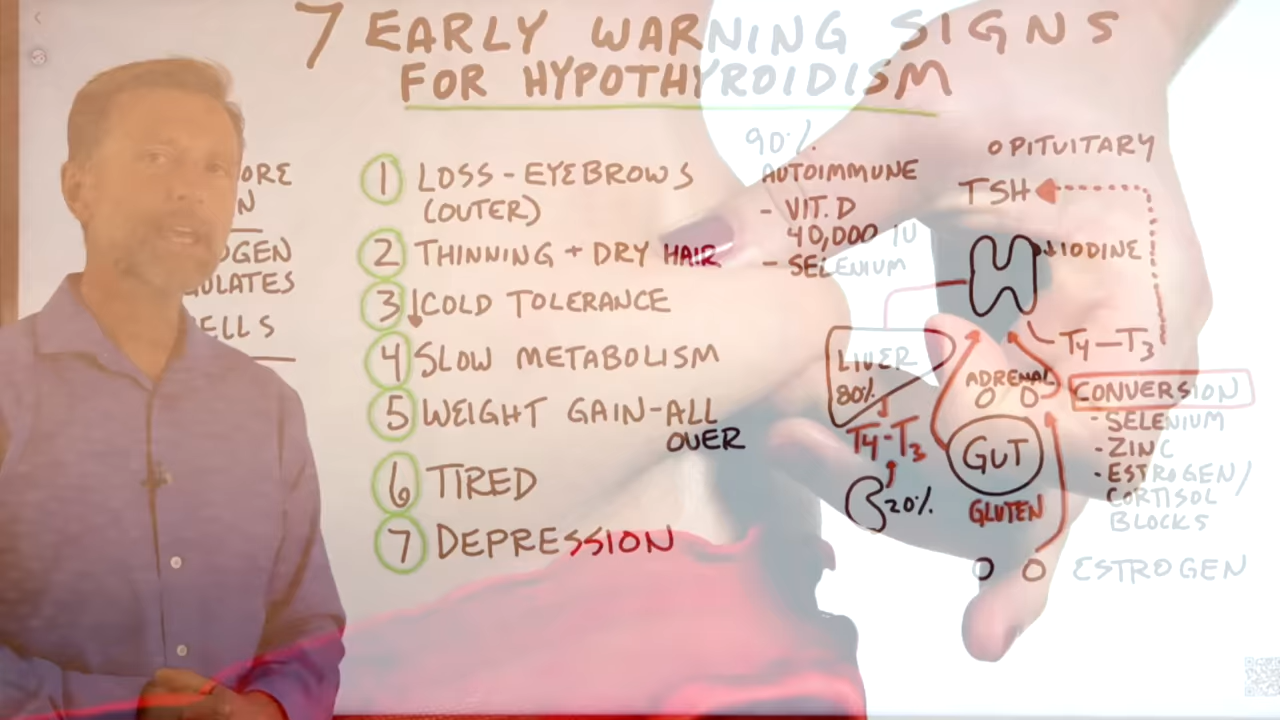 7 EARLY WARNING SIGNS
FOR HYPOTHYROIDISM
ORE
N
OGEN
ULATES
ELLS
1 LOSS - EYEBROWS
(OUTER)
2 THINNING + DRY HAIR
3 ↓COLD TOLERANCE
4 SLOW METABOLISM
5 WEIGHT GAIN-ALL
OVER
6 TIRED
7 DEPRESSION
90%
AUTOIMMUNE
- VIT. D
40,000 IU
- SELENIUM
O PITUITARY
TSH
↓IODINE
T4-T3
LIVER
80%
T4-T3
20%
ADRENAL
GUT
GLUTEN
CONVERSION
- SELENIUM
- ZINC
- ESTROGEN/
CORTISOL
BLOCKS
ESTROGEN